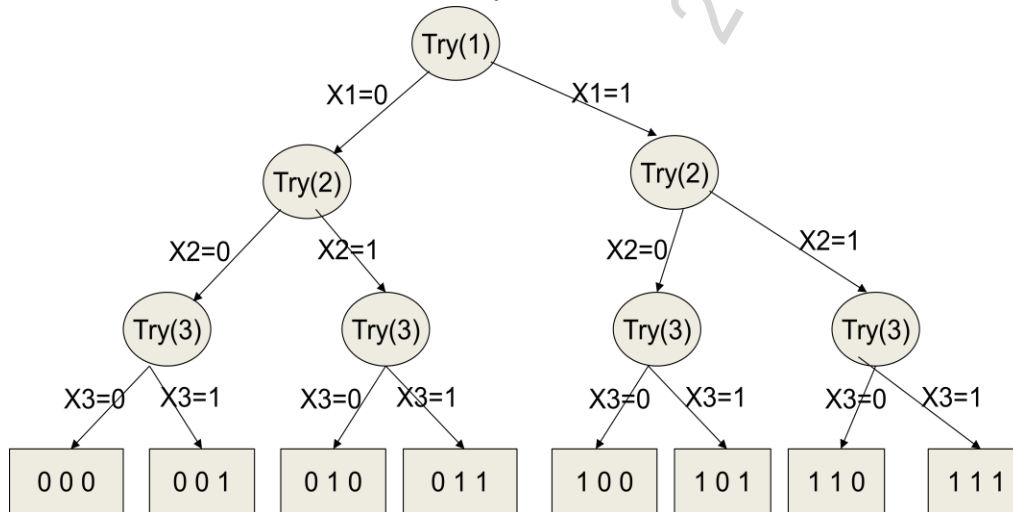 Try(1)
X1=0
X1=1
Try(2)
Try(2)
X2=0
X2=1
X2=0
X2=1
Try(3)
Try(3)
Try(3)
Try(3)
X3=0
X3=1
X3=0
X3=1
X3=0
X3=1
X3=0
X3=1
0 0 0
0 0 1
0 1 0
0 1 1
1 0 0
1 0 1
1 1 0
1 1 1